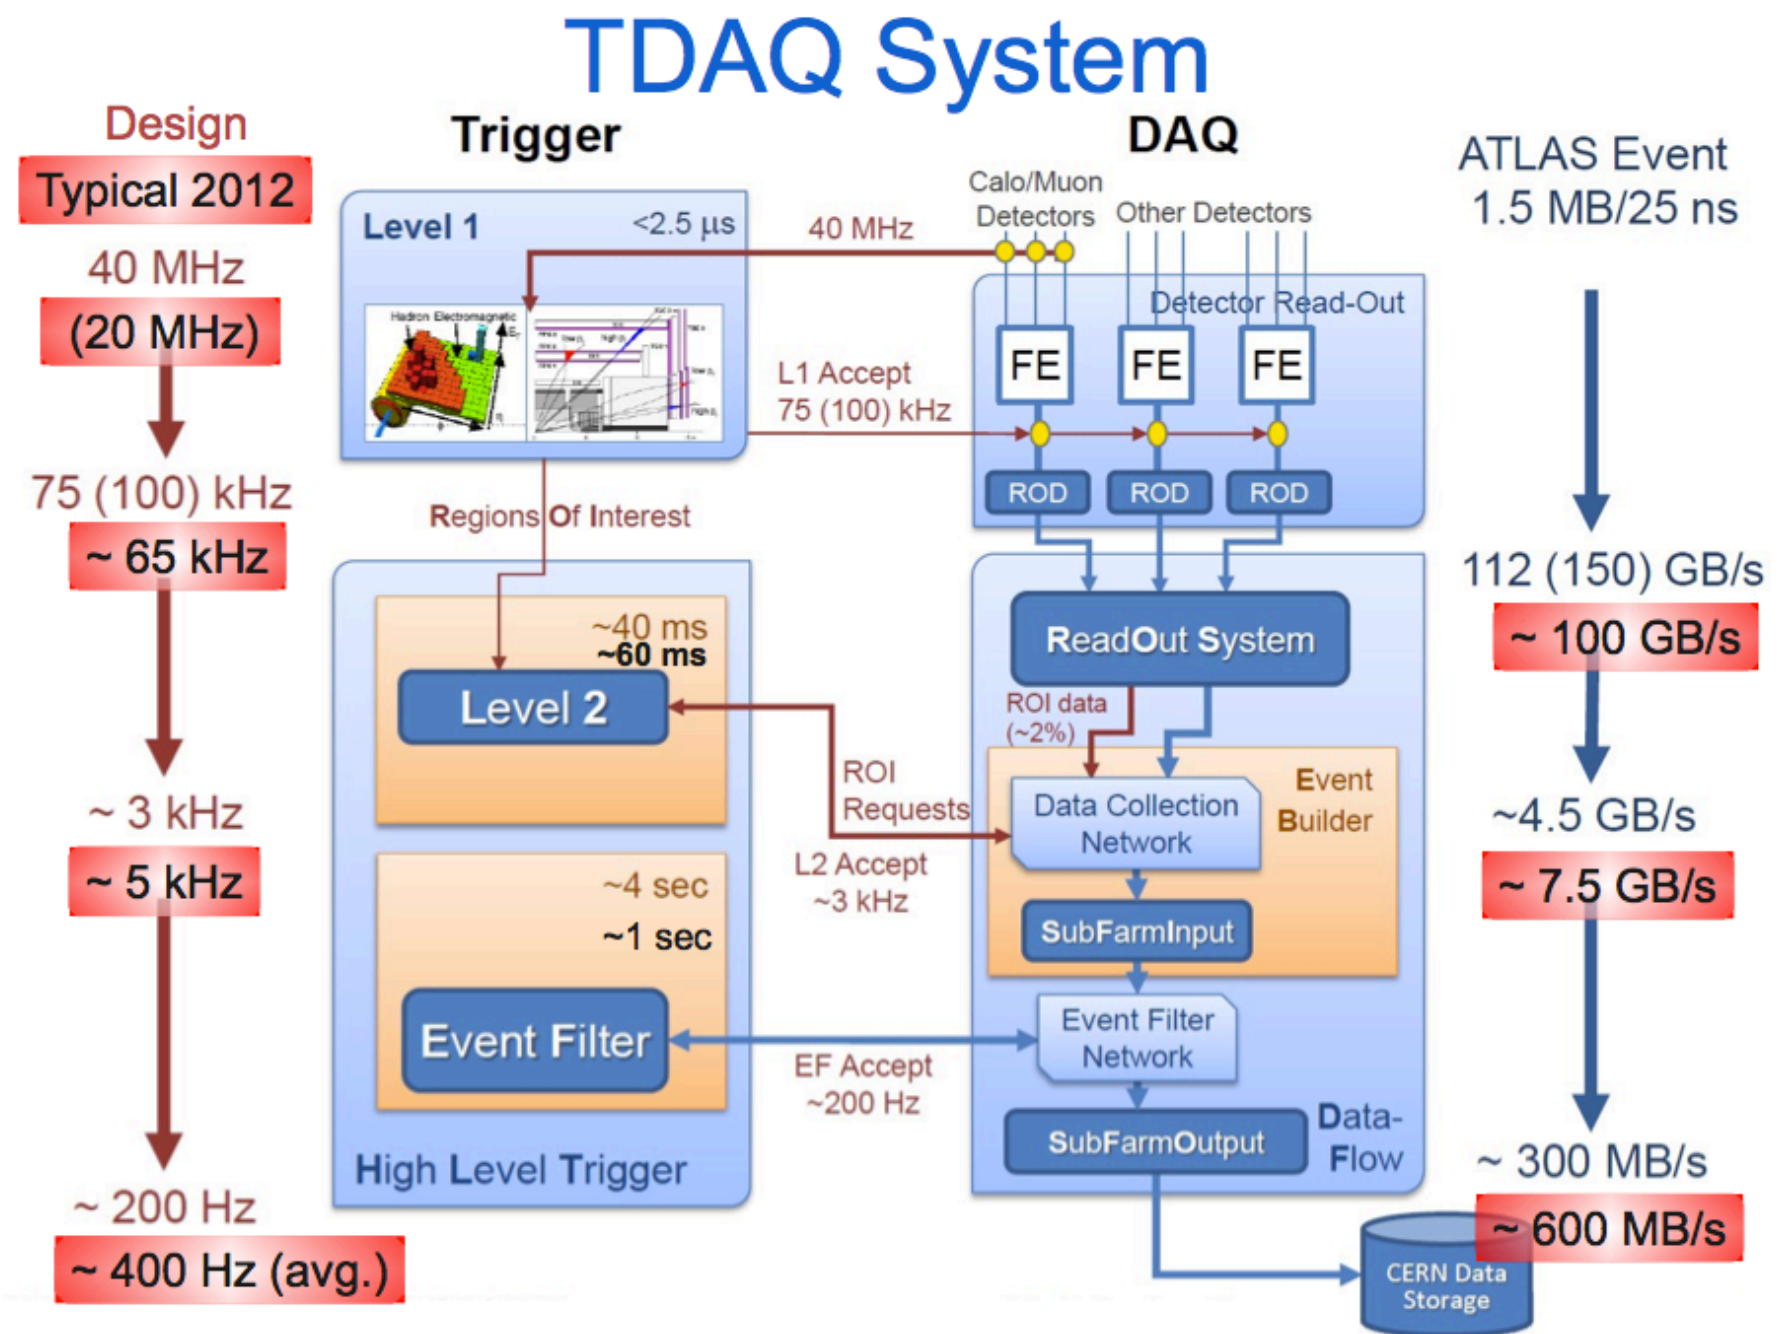 TDAQ System
Design
Typical 2012
40 MHz
(20 MHz)
75 (100) kHz
~ 65 kHz
~ 3 kHz
~ 5 kHz
~ 200 Hz
~ 400 Hz (avg.)
Trigger
Level 1
<2.5 μs
Hadron Electromagnetic
Regions Of Interest
~40 ms
~60 ms
Level 2
~4 sec
~1 sec
Event Filter
High Level Trigger
40 MHz
L1 Accept
75 (100) kHz
ROI
Requests
L2 Accept
~3 kHz
EF Accept
~200 Hz
DAQ
Calo/Muon
Detectors
Other Detectors
Detector Read-Out
FE
FE
FE
ROD
ROD
ROD
ReadOut System
ROI data
(~2%)
Event
Builder
Data Collection
Network
SubFarmInput
Event Filter
Network
SubFarmOutput
Data-
Flow
CERN Data
Storage
ATLAS Event
1.5 MB/25 ns
112 (150) GB/s
~ 100 GB/s
~4.5 GB/s
~ 7.5 GB/s
~ 300 MB/s
~ 600 MB/s